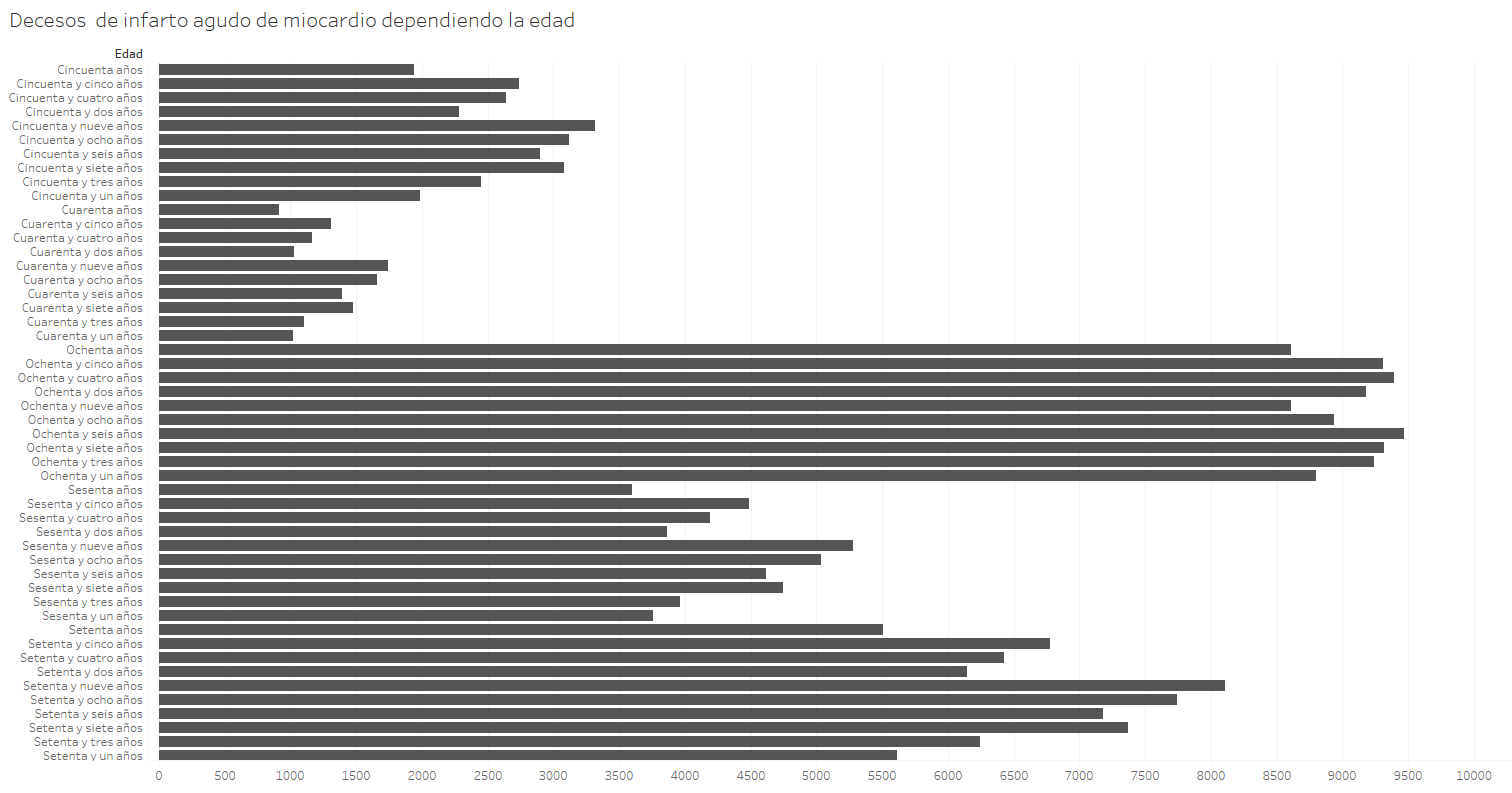 Decesos  de infarto agudo de miocardio dependiendo la edad
Edad
Cincuenta años
Cincuenta y cinco años
Cincuenta y cuatro años
Cincuenta y dos años
Cincuenta y nueve años
Cincuenta y ocho años
Cincuenta y seis años
Cincuenta y siete años
Cincuenta y tres años
Cincuenta y un años
Cuarenta años
Cuarenta y cinco años
Cuarenta y cuatro años
Cuarenta y dos años
Cuarenta y nueve años
Cuarenta y ocho años
Cuarenta y seis años
Cuarenta y siete años
Cuarenta y tres años
Cuarenta y un años
Ochenta años
Ochenta y cinco años
Ochenta y cuatro años
Ochenta y dos años
Ochenta y nueve años
Ochenta y ocho años
Ochenta y seis años
Ochenta y siete años
Ochenta y tres años
Ochenta y un años
Sesenta años
Sesenta y cinco años
Sesenta y cuatro años
Sesenta y dos años
Sesenta y nueve años
Sesenta y ocho años
Sesenta y seis años
Sesenta y siete años
Sesenta y tres años
Sesenta y un años
Setenta años
Setenta y cinco años
Setenta y cuatro años
Setenta y dos años
Setenta y nueve años
Setenta y ocho años
Setenta y seis años
Setenta y siete años
Setenta y tres años
Setenta y un años
0 500 1000 1500 2000 2500 3000 3500 4000 4500 5000 5500 6000 6500 7000 7500 8000 8500 9000 9500 10000